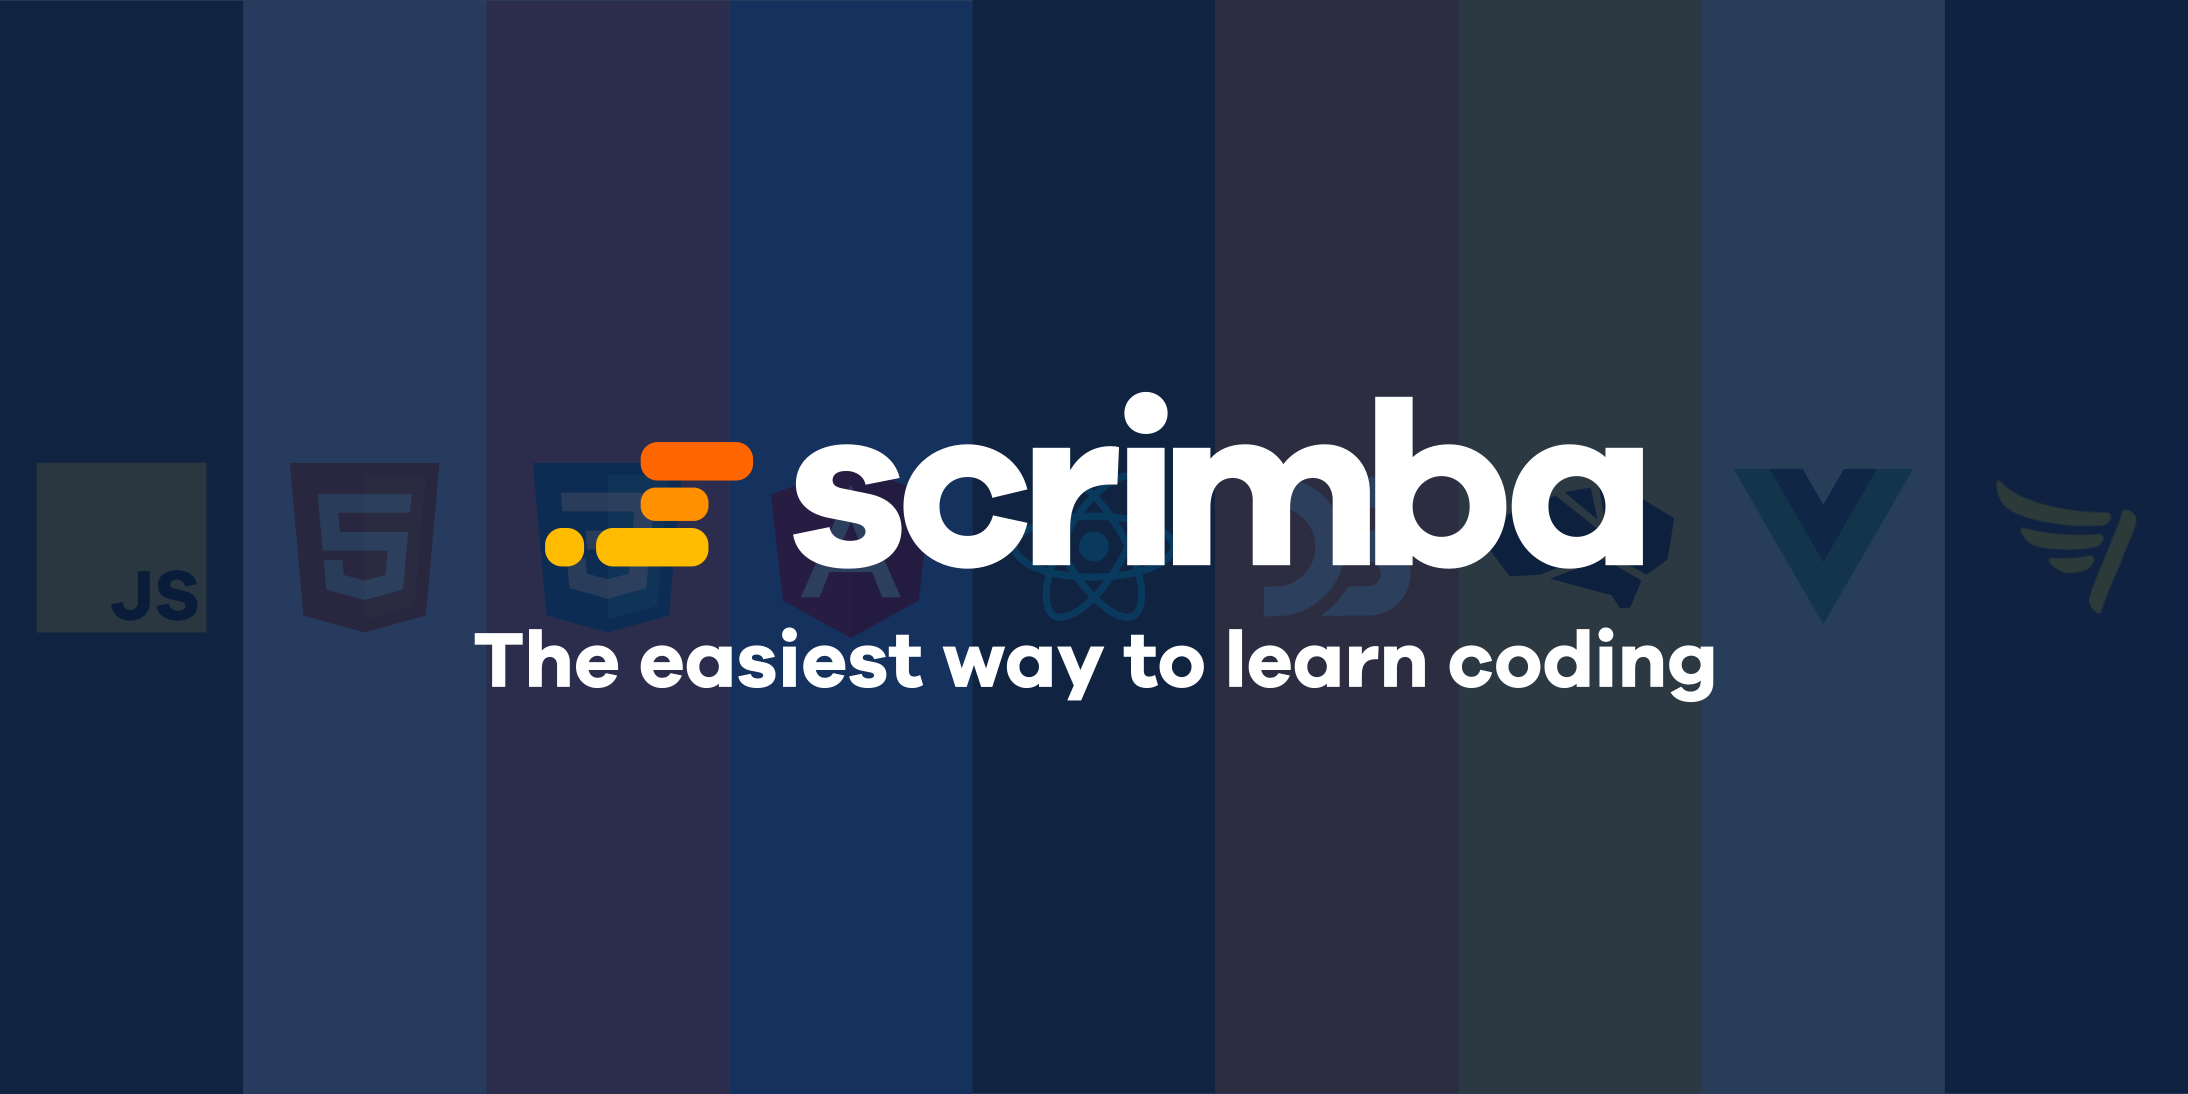 scrimba
JS
The easiest way to learn coding